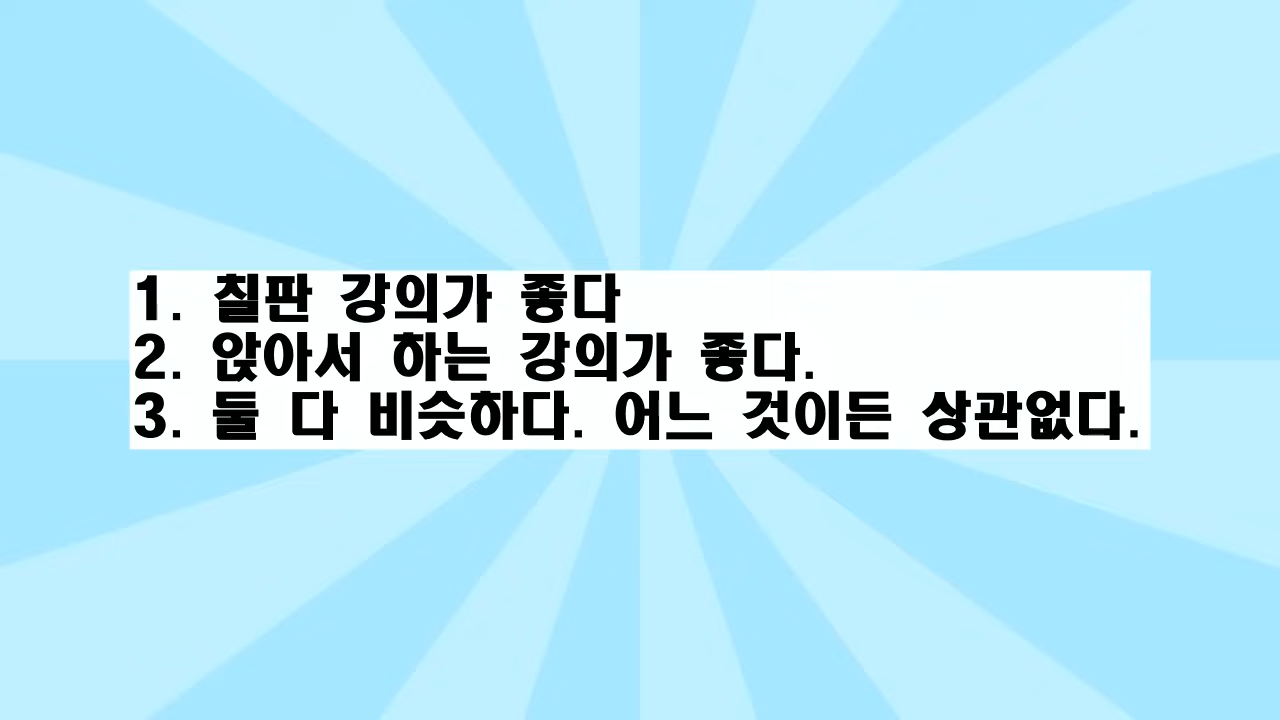 1. 칠판 강의가 좋다
2. 앉아서 하는 강의가 좋다.
3. 둘 다 비슷하다. 어느 것이든 상관없다.